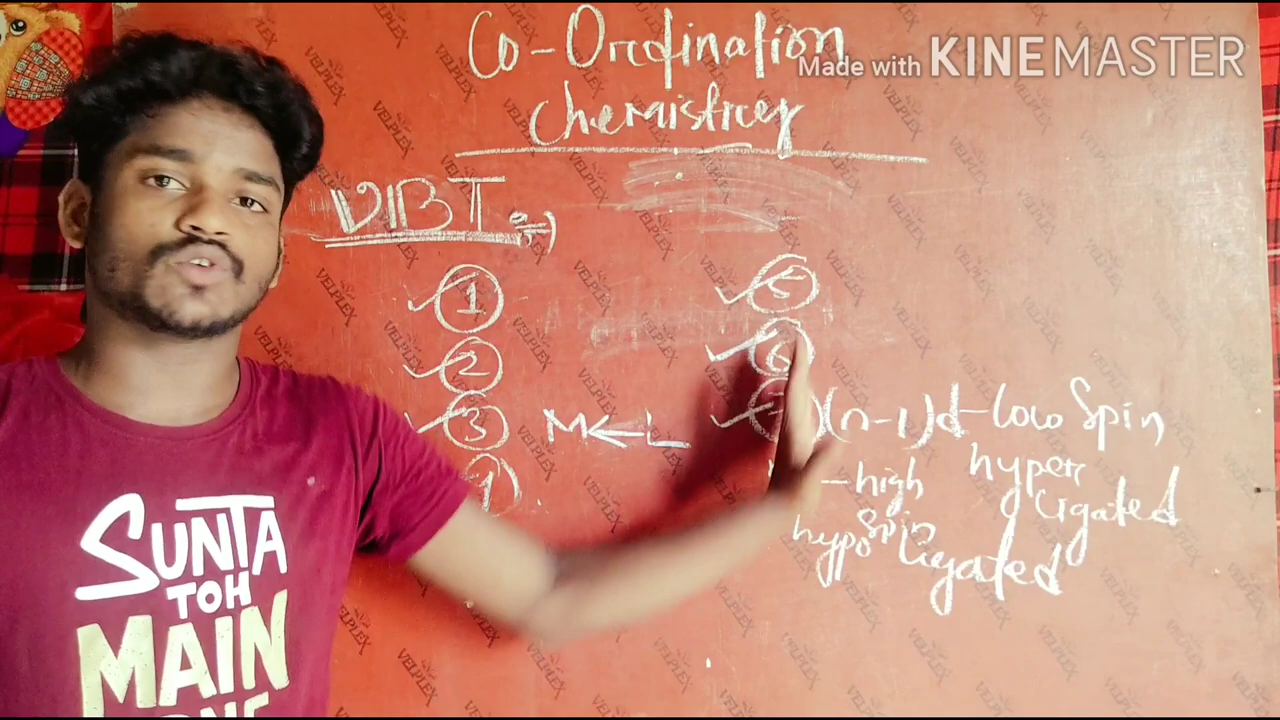 Co-Ordination
Made with KINEMASTER
Chemistry
VBT :-)
1
5
2
6
3 M←L
)(n-1)d-low Spin
hyper
ligated
-high
Spin
hypo ligated
SUNTA
TOH
MAIN
VELPLEX